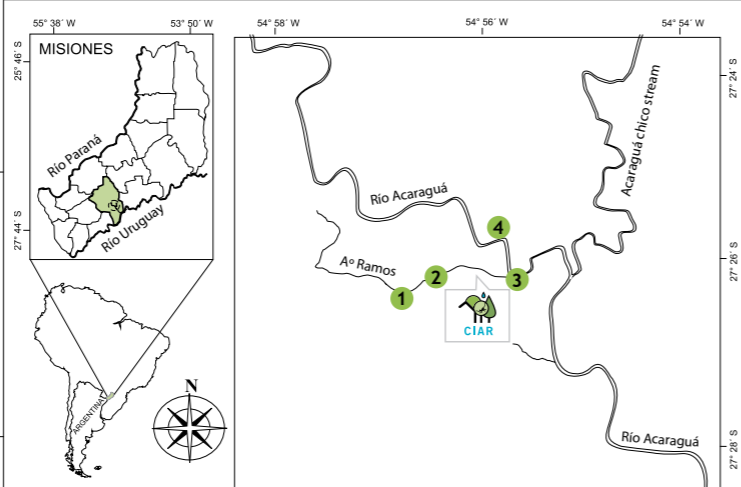 55° 38´ W
53° 50´ W
54° 58´ W
54° 56´ W
54° 54´ W
MISIONES
25° 46´ S
27° 44´ S
Río Paraná
Río Uruguay
27° 24´ S
27° 26´ S
27° 28´ S
Acaraguá chico stream
Río Acaraguá
Aº Ramos
4
1
2
3
CIAR
Río Acaraguá
ARGENTINA
N